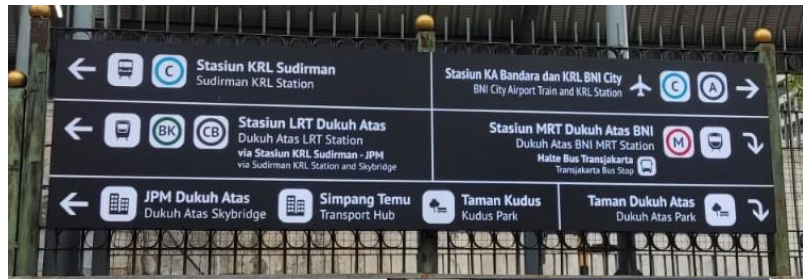 C
Stasiun KRL Sudirman
Sudirman KRL Station
Stasiun KA Bandara dan KRL BNI City
BNI City Airport Train and KRL Station
C A
BK CB
Stasiun LRT Dukuh Atas
Dukuh Atas LRT Station
via Stasiun KRL Sudirman - JPM
via Sudirman KRL Station and Skybridge
Stasiun MRT Dukuh Atas BNI
Dukuh Atas BNI MRT Station
M
Halte Bus Transjakarta
Transjakarta Bus Stop
JPM Dukuh Atas
Dukuh Atas Skybridge
Simpang Temu
Transport Hub
Taman Kudus
Kudus Park
Taman Dukuh Atas
Dukuh Atas Park